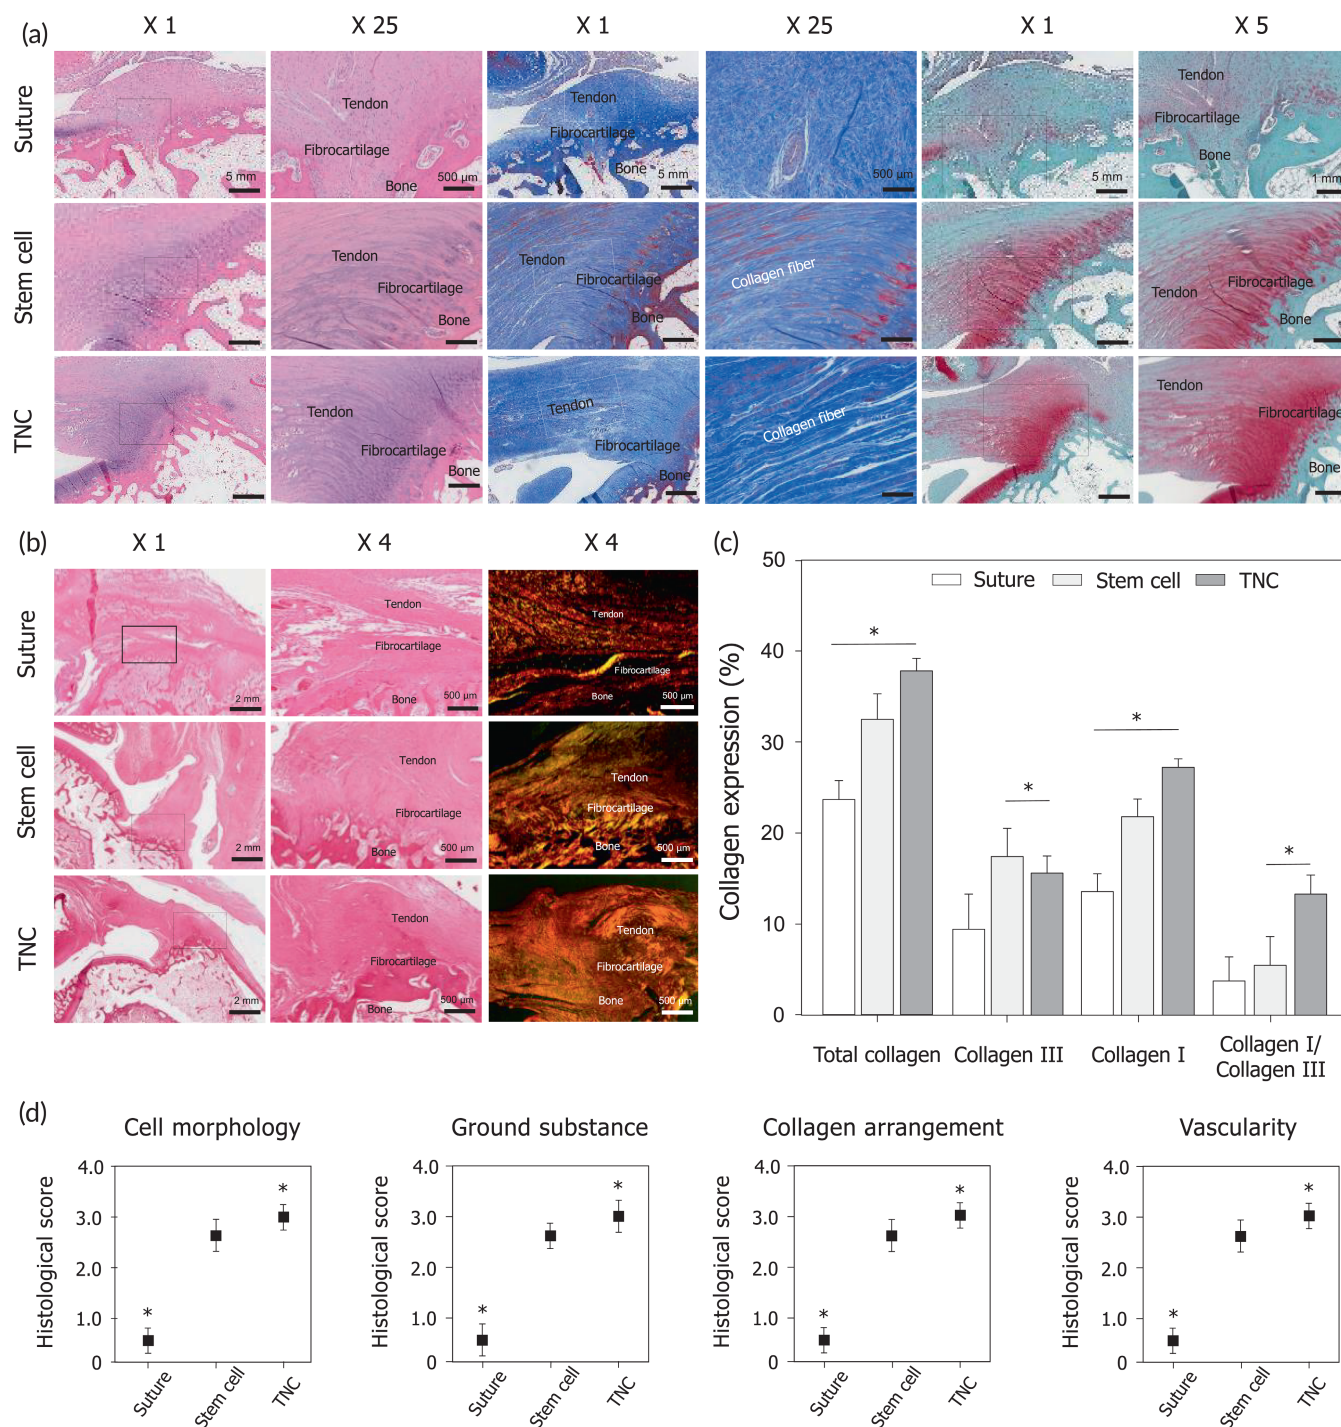 (a)
X 1 X 25 X 1 X 25 X 1 X 5
Suture
Tendon
Fibrocartilage
Bone
5 mm
500 µm
Tendon
Fibrocartilage
Bone
5 mm
500 µm
5 mm
Tendon
Fibrocartilage
Bone
1 mm
Stem cell
Tendon
Fibrocartilage
Bone
Tendon
Fibrocartilage
Bone
Collagen fiber
Tendon
Fibrocartilage
Bone
TNC
Tendon
Fibrocartilage
Bone
Tendon
Fibrocartilage
Bone
Collagen fiber
Tendon
Fibrocartilage
Bone
(b)
X 1 X 4 X 4
Suture
2 mm
Tendon
Fibrocartilage
Bone
500 µm
Tendon
Fibrocartilage
Bone
500 µm
Stem cell
2 mm
Tendon
Fibrocartilage
Bone
500 µm
Tendon
Fibrocartilage
Bone
500 µm
TNC
2 mm
Tendon
Fibrocartilage
Bone
500 µm
Tendon
Fibrocartilage
Bone
500 µm
(c)
Collagen expression (%)
50
40
30
20
10
0
Suture Stem cell TNC
*
*
*
*
Total collagen Collagen III Collagen I Collagen I/
Collagen III
(d)
Cell morphology
Histological score
4.0
3.0
2.0
1.0
0
*
*
Suture
Stem cell
TNC
Ground substance
Histological score
4.0
3.0
2.0
1.0
0
*
*
Suture
Stem cell
TNC
Collagen arrangement
Histological score
4.0
3.0
2.0
1.0
0
*
*
Suture
Stem cell
TNC
Vascularity
Histological score
4.0
3.0
2.0
1.0
0
*
*
Suture
Stem cell
TNC